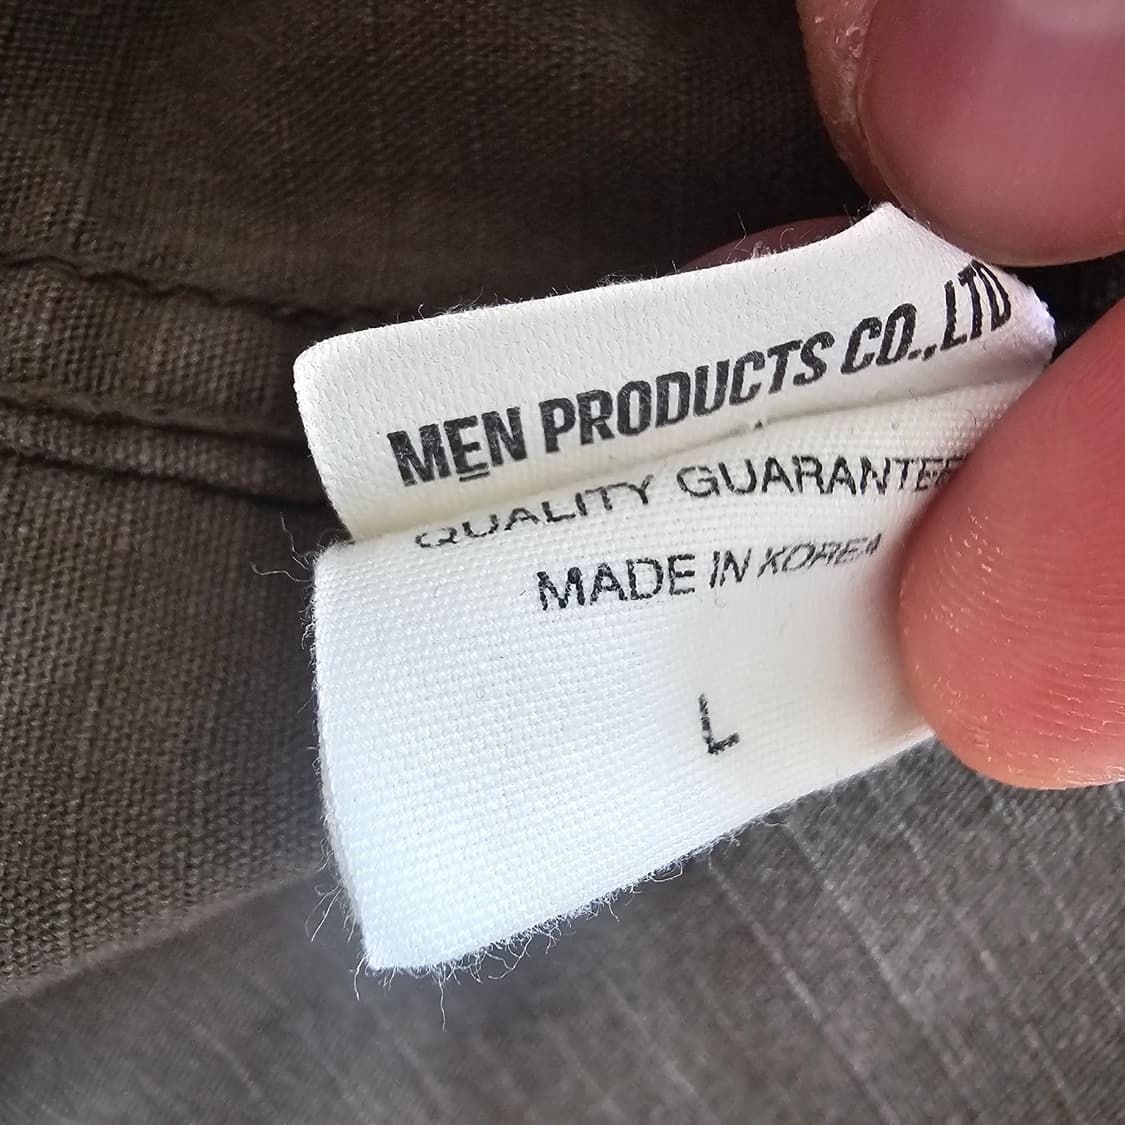 MEN PRODUCTS CO.,LTD
QUALITY GUARANTEE
MADE IN KOREA
L